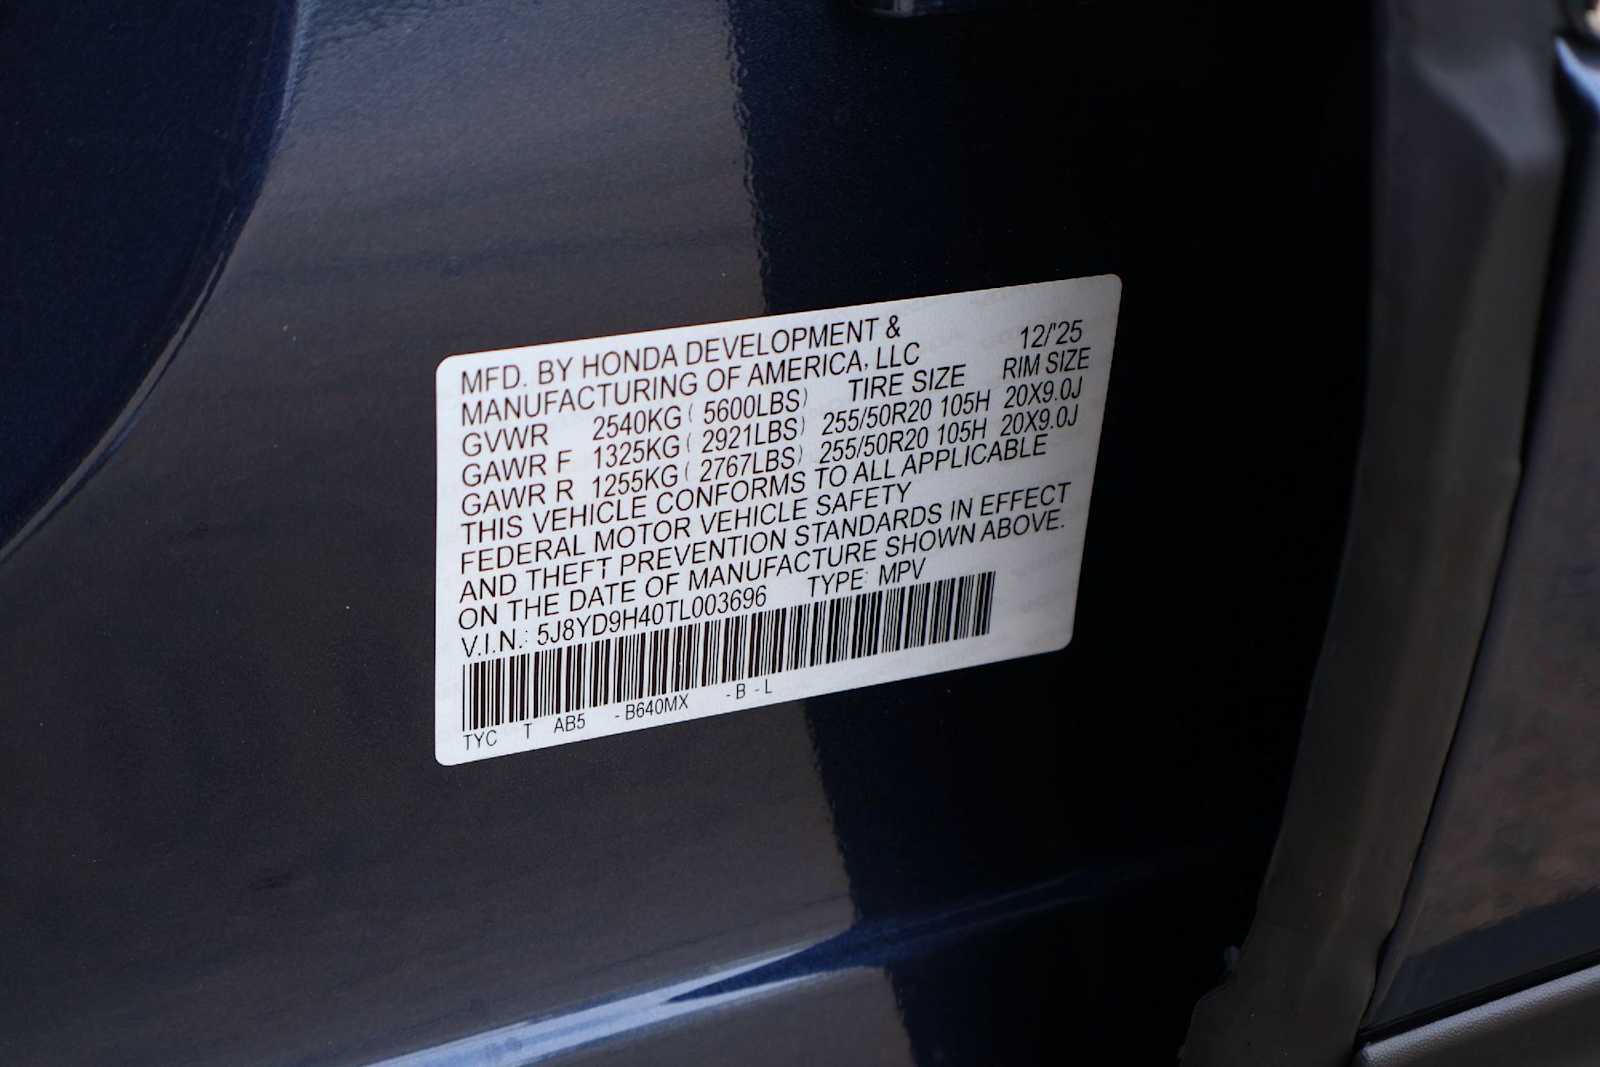 MFD. BY HONDA DEVELOPMENT & 12/'25
MANUFACTURING OF AMERICA, LLC
TIRE SIZE RIM SIZE
GVWR 2540KG ( 5600LBS)
GAWR F 1325KG ( 2921LBS) 255/50R20 105H 20X9.0J
GAWR R 1255KG ( 2767LBS) 255/50R20 105H 20X9.0J
THIS VEHICLE CONFORMS TO ALL APPLICABLE
FEDERAL MOTOR VEHICLE SAFETY
AND THEFT PREVENTION STANDARDS IN EFFECT
ON THE DATE OF MANUFACTURE SHOWN ABOVE.
V.I.N.: 5J8YD9H40TL003696 TYPE: MPV
TYC T AB5 - B640MX - B - L